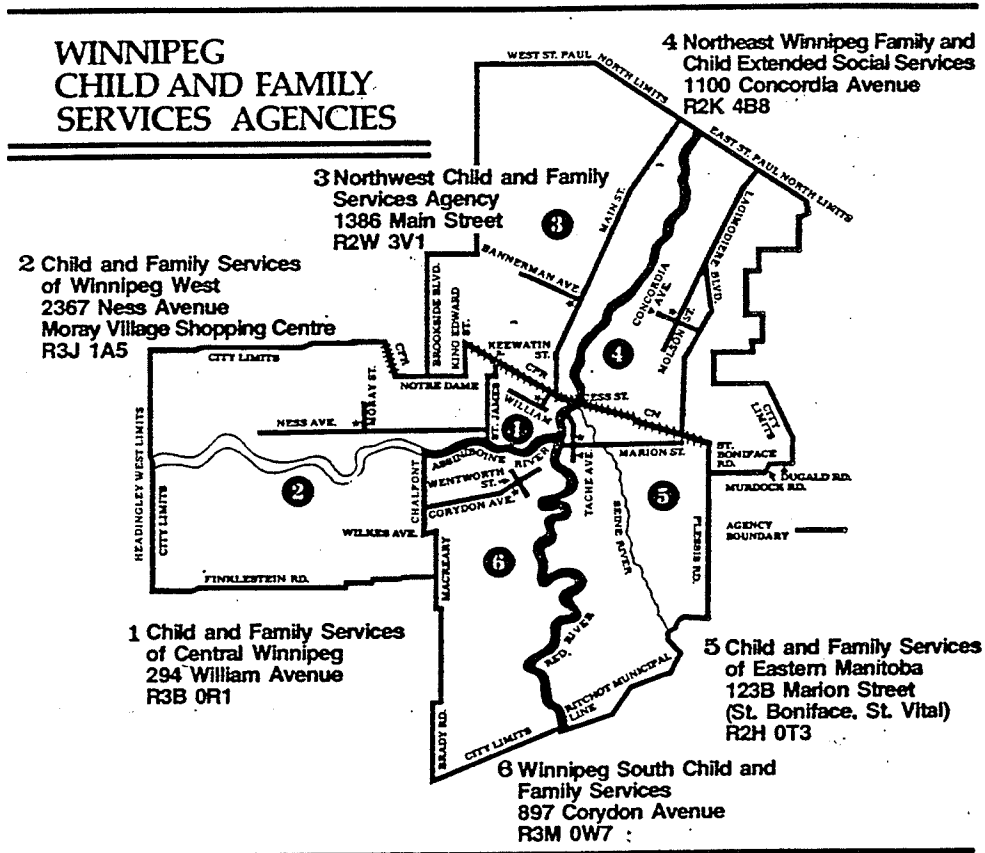 WINNIPEG
CHILD AND FAMILY
SERVICES AGENCIES
4 Northeast Winnipeg Family and
Child Extended Social Services
1100 Concordia Avenue
R2K 4B8
3 Northwest Child and Family
Services Agency
1386 Main Street
R2W 3V1
2 Child and Family Services
of Winnipeg West
2367 Ness Avenue
Moray Village Shopping Centre
R3J 1A5
WEST ST. PAUL
NORTH LIMITS
EAST ST. PAUL NORTH LIMITS
MAIN ST.
LAGIMODIERE BLVD.
3
BANNERMAN AVE.
CONCORDIA
AVE.
MOLSON ST.
4
BROOKSIDE BLVD.
KING EDWARD
ST.
KEEWATIN
ST.
CPR
CPR
CITY LIMITS
NOTRE DAME
MORAY ST.
NESS AVE.
ST. JAMES
WILLIAM
1
CESS ST.
CN
CITY
LIMITS
ST.
BONIFACE
RD.
MARION ST.
DUGALD RD.
MURDOCK RD.
HEADINGLEY WEST LIMITS
CITY LIMITS
2
ASSINIBOINE
RIVER
CHALFONT
WENTWORTH
ST.
CORYDON AVE.
TACHE AVE.
5
SEINE RIVER
PLESSIS RD.
AGENCY
BOUNDARY
WILKES AVE.
MACREARY
6
FINKLESTEIN RD.
RED RIVER
RITCHOT MUNICIPAL
LINE
BRADY RD.
CITY LIMITS
1 Child and Family Services
of Central Winnipeg
294 William Avenue
R3B 0R1
5 Child and Family Services
of Eastern Manitoba
123B Marion Street
(St. Boniface, St. Vital)
R2H 0T3
6 Winnipeg South Child and
Family Services
897 Corydon Avenue
R3M 0W7